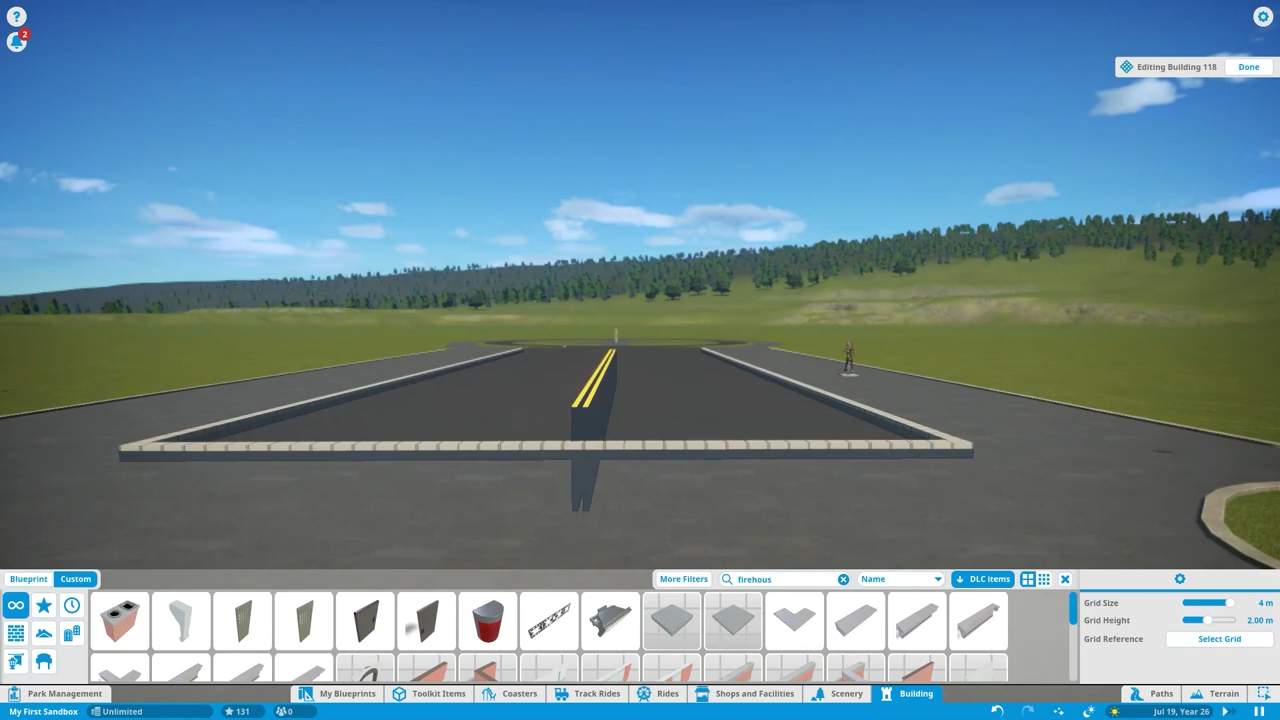 ?
2
Editing Building 118 Done
Blueprint Custom More Filters firehous Name DLC items
Grid Size 4 m
Grid Height 2.00 m
Grid Reference Select Grid
Park Management My Blueprints Toolkit Items Coasters Track Rides Rides Shops and Facilities Scenery Building Paths Terrain
My First Sandbox Unlimited 131 0 Jul 19, Year 26